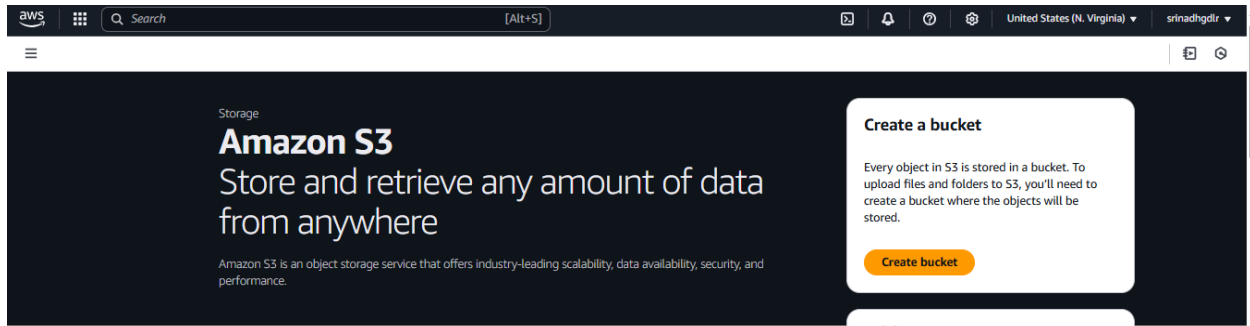 aws
Search [Alt+S]
United States (N. Virginia)
srinadhgdlr
Storage
Amazon S3
Store and retrieve any amount of data
from anywhere
Amazon S3 is an object storage service that offers industry-leading scalability, data availability, security, and
performance.
Create a bucket
Every object in S3 is stored in a bucket. To
upload files and folders to S3, you'll need to
create a bucket where the objects will be
stored.
Create bucket